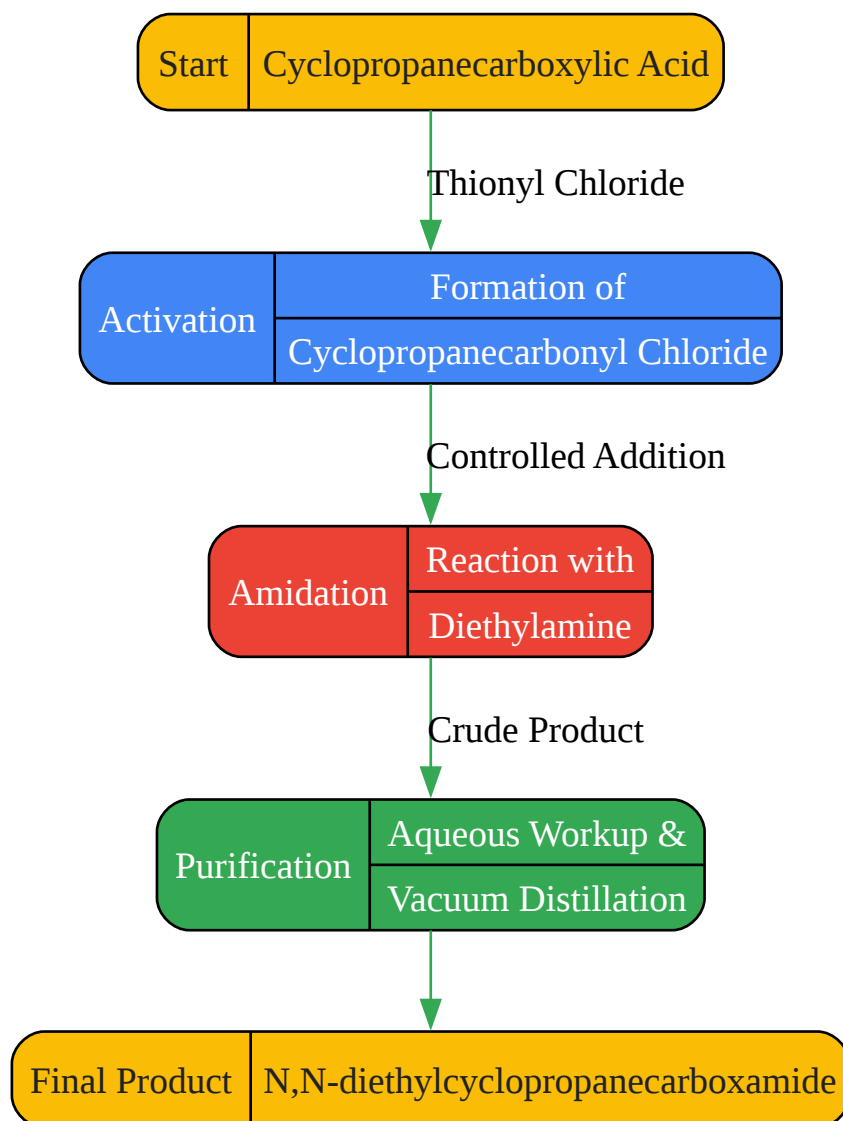 Start
Cyclopropanecarboxylic Acid
Thionyl Chloride
Activation
Formation of
Cyclopropanecarbonyl Chloride
Controlled Addition
Amidation
Reaction with
Diethylamine
Crude Product
Purification
Aqueous Workup &
Vacuum Distillation
Final Product
N,N-diethylcyclopropanecarboxamide